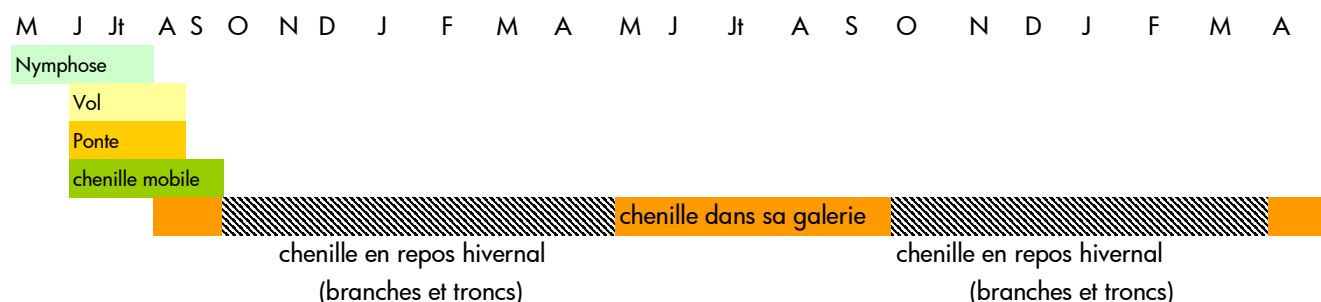 M J Jt A S O N D J F M A M J Jt A S O N D J F M A
Nymphose
Vol
Ponte
chenille mobile
chenille dans sa galerie
chenille en repos hivernal chenille en repos hivernal
(branches et troncs) (branches et troncs)